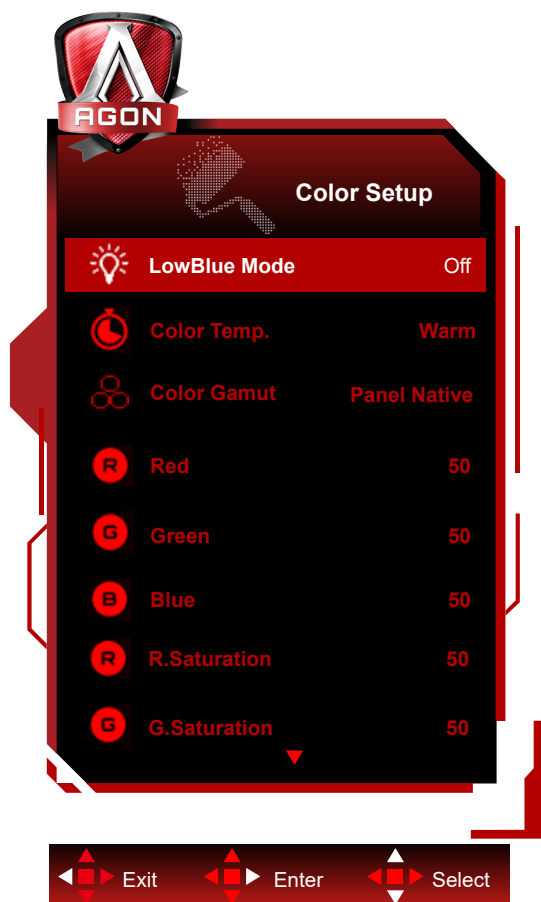 AGON
Color Setup
LowBlue Mode Off
Color Temp. Warm
Color Gamut Panel Native
R Red 50
G Green 50
B Blue 50
R R.Saturation 50
G G.Saturation 50
Exit Enter Select